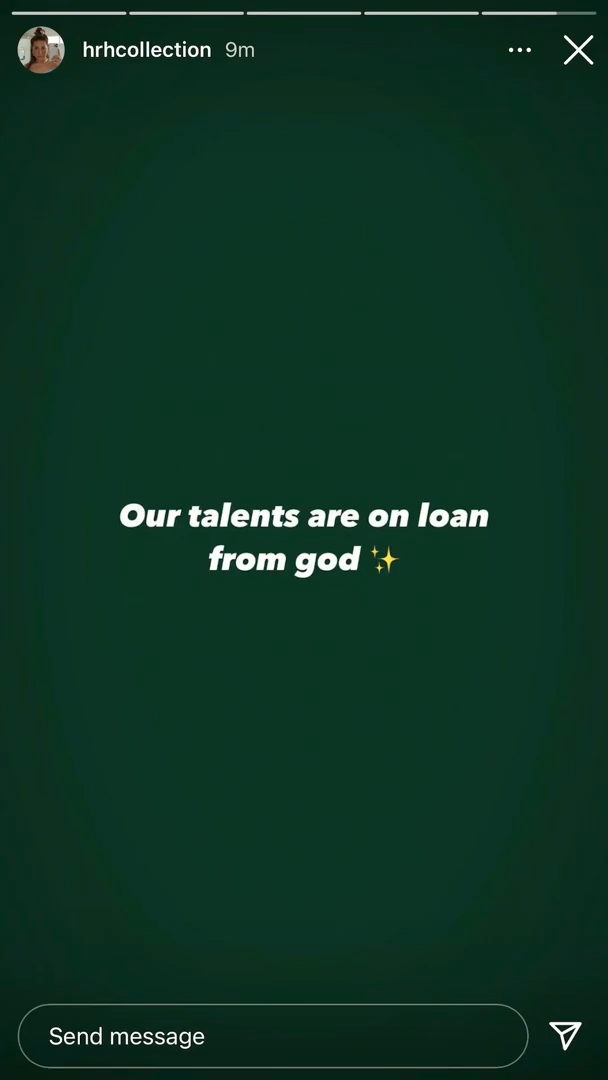 hrhcollection 9m
Our talents are on loan
from god ✨
Send message